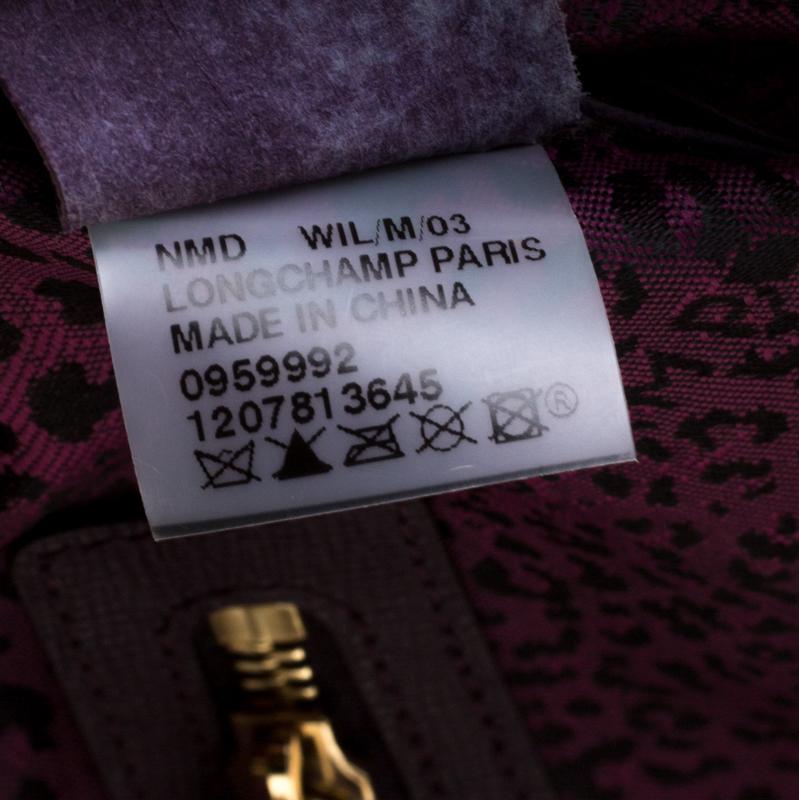 NMD WIL/M/03
LONGCHAMP PARIS
MADE IN CHINA
0959992
1207813645
®